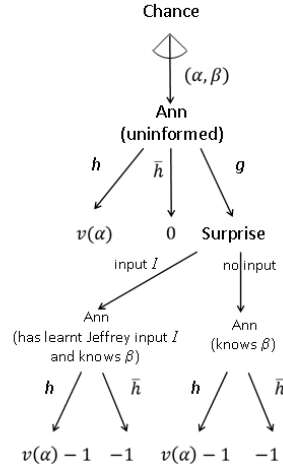 Chance
(α, β)
Ann
(uninformed)
h h̄ g
v(α) 0 Surprise
input I no input
Ann
(has learnt Jeffrey input I
and knows β)
Ann
(knows β)
h h̄ h h̄
v(α) − 1 −1 v(α) − 1 −1